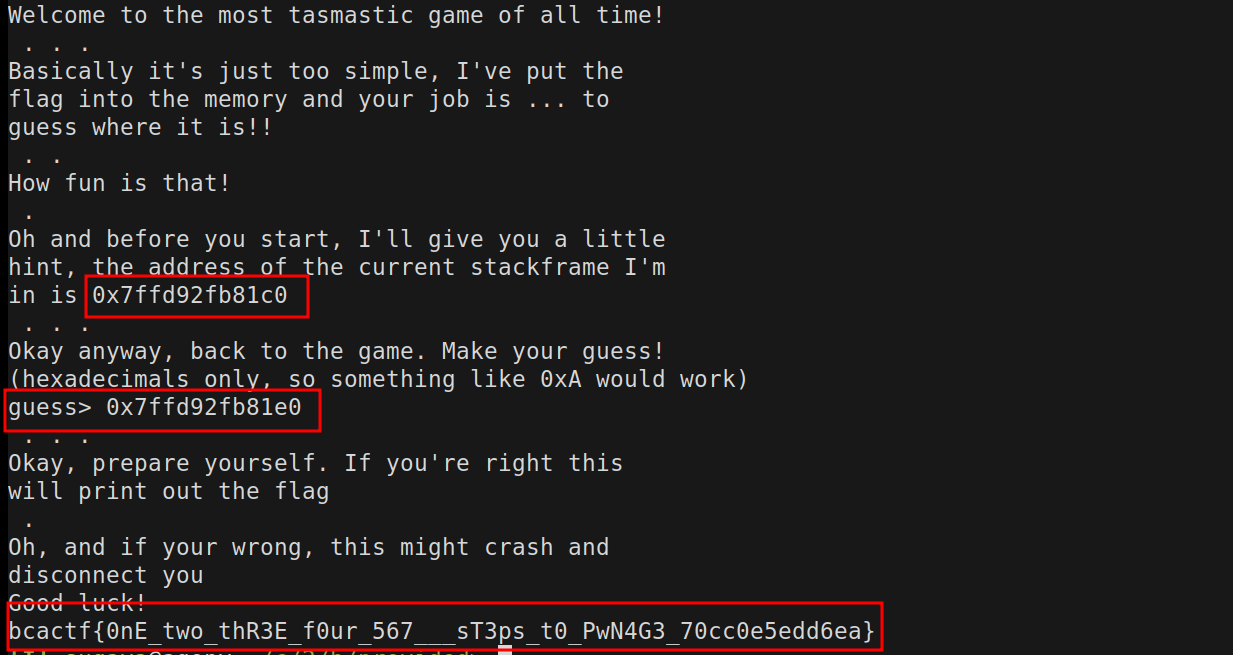 Welcome to the most tasmastic game of all time!
. . .
Basically it's just too simple, I've put the
flag into the memory and your job is ... to
guess where it is!!
. .
How fun is that!
.
Oh and before you start, I'll give you a little
hint, the address of the current stackframe I'm
in is 0x7ffd92fb81c0
. . .
Okay anyway, back to the game. Make your guess!
(hexadecimals only, so something like 0xA would work)
guess> 0x7ffd92fb81e0
. . .
Okay, prepare yourself. If you're right this
will print out the flag
.
Oh, and if your wrong, this might crash and
disconnect you
Good luck!
bcactf{0nE_two_thR3E_f0ur_567___sT3ps_t0_PwN4G3_70cc0e5edd6ea}